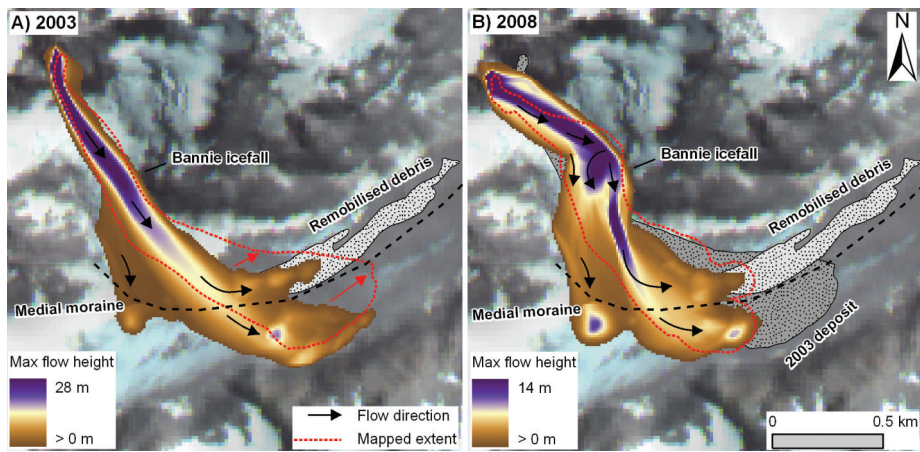 A) 2003
Bannie icefall
Remobilised debris
Medial moraine
Max flow height
28 m
> 0 m
Flow direction
Mapped extent
B) 2008
N
Bannie icefall
Remobilised debris
Medial moraine
2003 deposit
Max flow height
14 m
> 0 m
0
0.5 km